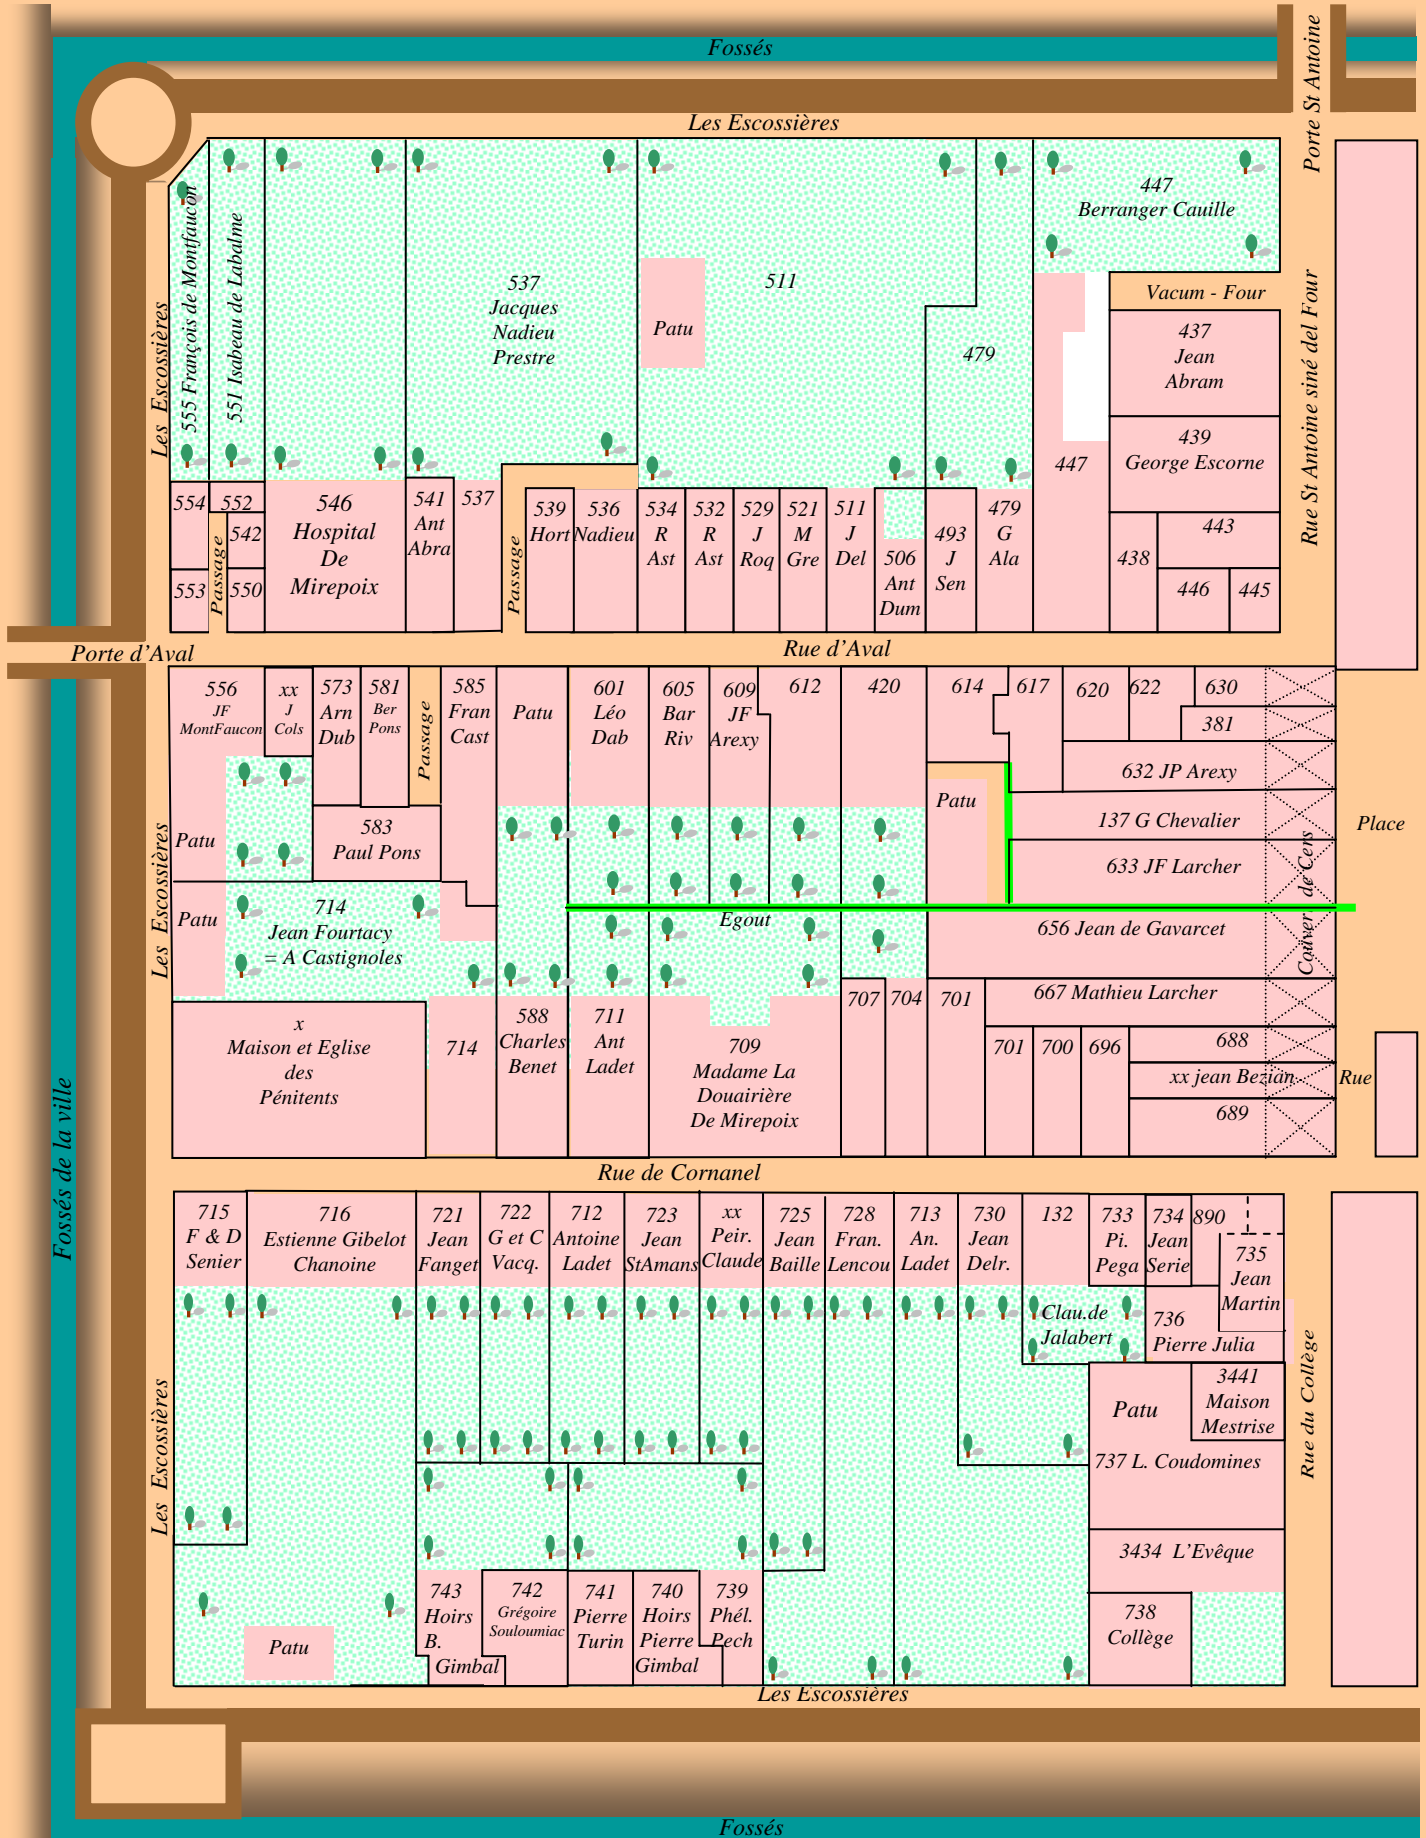 Fossés
Porte St Antoine
Les Escossières
447
Berranger Cauille
555 François de Montfaucon
551 Isabeau de Labalme
Les Escossières
537
Jacques
Nadieu
Prestre
511
Patu
479
Vacum - Four
437
Jean
Abram
439
George Escorne
Rue St Antoine siné del Four
447
443
438
446
445
554
552
542
Passage
553
550
546
Hospital
De
Mirepoix
541
Ant
Abra
537
Passage
539
Hort
536
Nadieu
534
R
Ast
532
R
Ast
529
J
Roq
521
M
Gre
511
J
Del
506
Ant
Dum
493
J
Sen
479
G
Ala
Porte d'Aval
Rue d'Aval
556
JF
MontFaucon
xx
J
Cols
573
Arn
Dub
581
Ber
Pons
Passage
585
Fran
Cast
Patu
601
Léo
Dab
605
Bar
Riv
609
JF
Arexy
612
420
614
617
620
622
630
381
632 JP Arexy
Patu
137 G Chevalier
633 JF Larcher
Couvert de Cers
Place
Les Escossières
Patu
583
Paul Pons
Patu
714
Jean Fourtacy
= A Castignoles
Egout
656 Jean de Gavarcet
667 Mathieu Larcher
707
704
701
701
700
696
688
xx jean Bezian
689
Rue
x
Maison et Eglise
des
Pénitents
714
588
Charles
Benet
711
Ant
Ladet
709
Madame La
Douairière
De Mirepoix
Fossés de la ville
Rue de Cornanel
715
F & D
Senier
716
Estienne Gibelot
Chanoine
721
Jean
Fanget
722
G et C
Vacq.
712
Antoine
Ladet
723
Jean
StAmans
xx
Peir.
Claude
725
Jean
Baille
728
Fran.
Lencou
713
An.
Ladet
730
Jean
Delr.
132
Clau.de
Jalabert
733
Pi.
Pega
734
Jean
Serie
890
735
Jean
Martin
736
Pierre Julia
3441
Maison
Mestrise
Patu
737 L. Coudomines
Rue du Collège
Les Escossières
3434 L'Evêque
738
Collège
743
Hoirs
B.
Gimbal
742
Grégoire
Souloumiac
741
Pierre
Turin
740
Hoirs
Pierre
Gimbal
739
Phél.
Pech
Patu
Les Escossières
Fossés